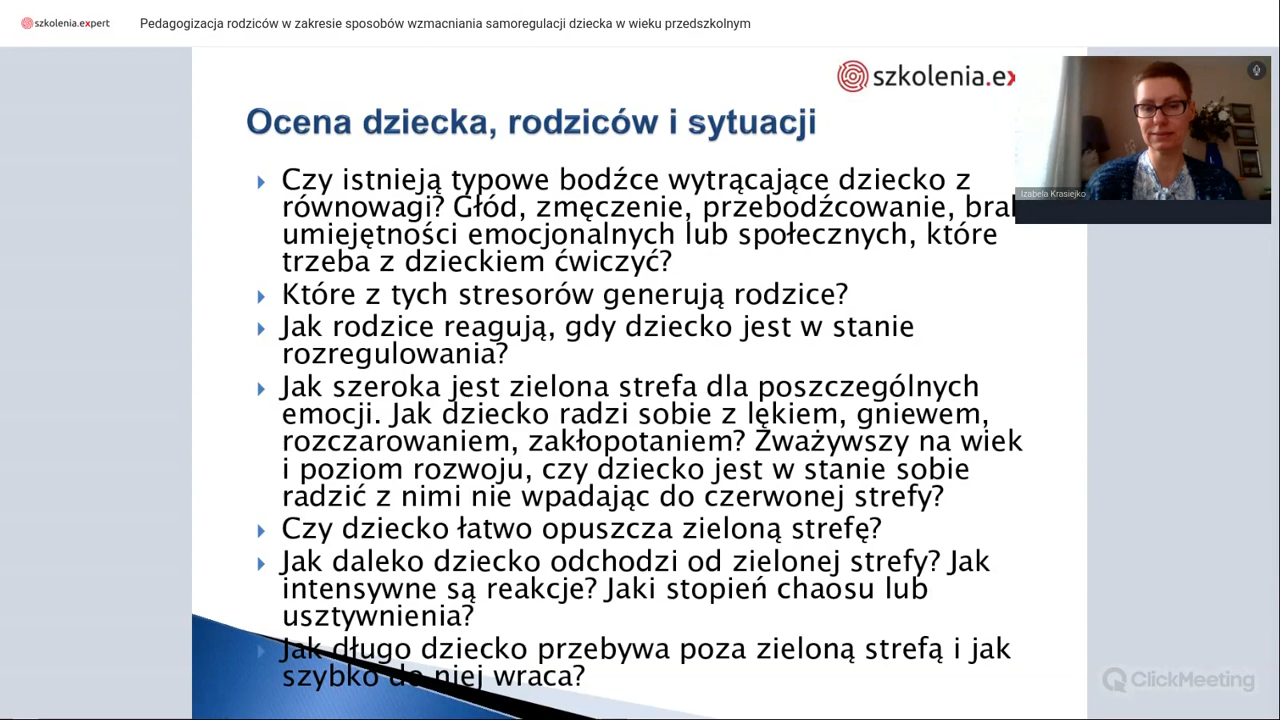 szkolenia.expert
Pedagogizacja rodziców w zakresie sposobów wzmacniania samoregulacji dziecka w wieku przedszkolnym
szkolenia.ex
Ocena dziecka, rodziców i sytuacji
Izabela Krasiejko
Czy istnieją typowe bodźce wytrącające dziecko z
równowagi? Głód, zmęczenie, przebodźcowanie,
umiejętności emocjonalnych lub społecznych, które
trzeba z dzieckiem ćwiczyć?
Które z tych stresorów generują rodzice?
Jak rodzice reagują, gdy dziecko jest w stanie
rozregulowania?
Jak szeroka jest zielona strefa dla poszczególnych
emocji. Jak dziecko radzi sobie z lękiem, gniewem,
rozczarowaniem, zakłopotaniem? Zważywszy na wiek
i poziom rozwoju, czy dziecko jest w stanie sobie
radzić z nimi nie wpadając do czerwonej strefy?
Czy dziecko łatwo opuszcza zieloną strefę?
Jak daleko dziecko odchodzi od zielonej strefy? Jak
intensywne są reakcje? Jaki stopień chaosu lub
usztywnienia?
Jak długo dziecko przebywa poza zieloną strefą i jak
szybko do niej wraca?
ClickMeeting